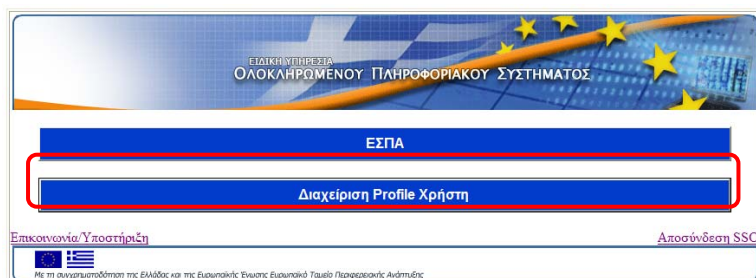 ΕΙΔΙΚΗ ΥΠΗΡΕΣΙΑ
ΟΛΟΚΛΗΡΩΜΕΝΟΥ ΠΛΗΡΟΦΟΡΙΑΚΟΥ ΣΥΣΤΗΜΑΤΟΣ
ΕΣΠΑ
Διαχείριση Profile Χρήστη
Επικοινωνία/Υποστήριξη Αποσύνδεση SSO
Με τη συγχρηματοδότηση της Ελλάδας και της Ευρωπαϊκής Ένωσης Ευρωπαϊκό Ταμείο Περιφερειακής Ανάπτυξης